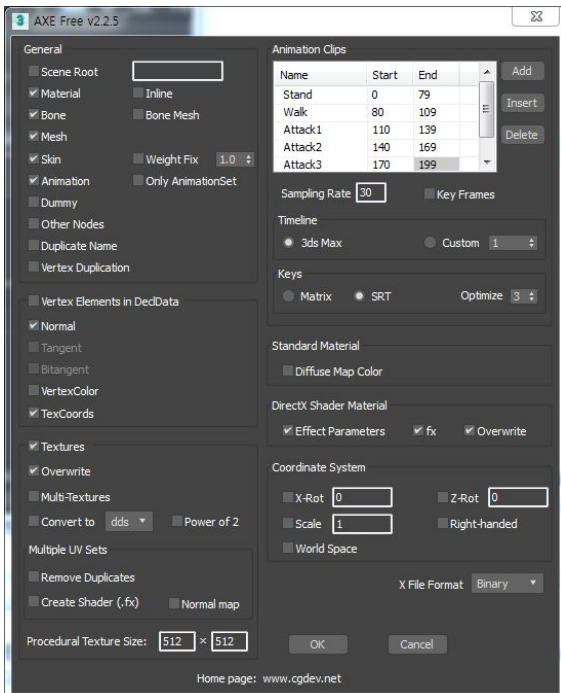 AXE Free v2.2.5
General
Scene Root
Material Inline
Bone Bone Mesh
Mesh
Skin Weight Fix 1.0
Animation Only AnimationSet
Dummy
Other Nodes
Duplicate Name
Vertex Duplication
Vertex Elements in DeclData
Normal
Tangent
Bitangent
VertexColor
TexCoords
Textures
Overwrite
Multi-Textures
Convert to dds Power of 2
Multiple UV Sets
Remove Duplicates
Create Shader (.fx) Normal map
Procedural Texture Size: 512 × 512
Animation Clips
Name Start End
Stand 0 79
Walk 80 109
Attack1 110 139
Attack2 140 169
Attack3 170 199
Add
Insert
Delete
Sampling Rate 30 Key Frames
Timeline
3ds Max Custom 1
Keys
Matrix SRT Optimize 3
Standard Material
Diffuse Map Color
DirectX Shader Material
Effect Parameters fx Overwrite
Coordinate System
X-Rot 0 Z-Rot 0
Scale 1 Right-handed
World Space
X File Format Binary
OK Cancel
Home page: www.cgdev.net